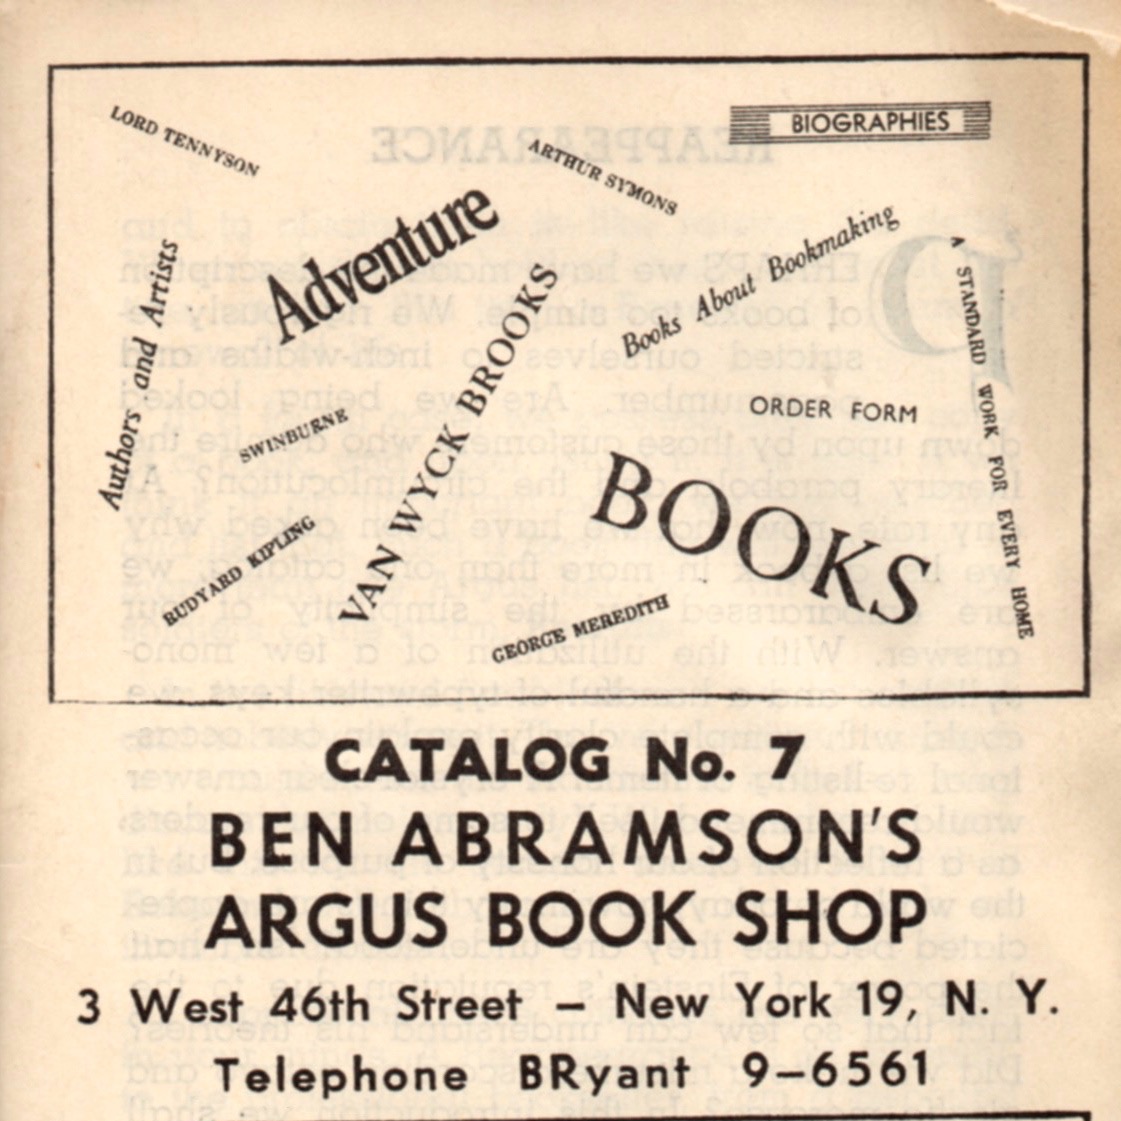 LORD TENNYSON
BIOGRAPHIES
ARTHUR SYMONS
Adventure
Authors and Artists
Books About Bookmaking
A STANDARD WORK FOR EVERY HOME
VAN WYCK BROOKS
SWINBURNE
ORDER FORM
BOOKS
RUDYARD KIPLING
GEORGE MEREDITH
CATALOG No. 7
BEN ABRAMSON'S
ARGUS BOOK SHOP
3 West 46th Street — New York 19, N. Y.
Telephone BRyant 9—6561
REAPPEARANCE